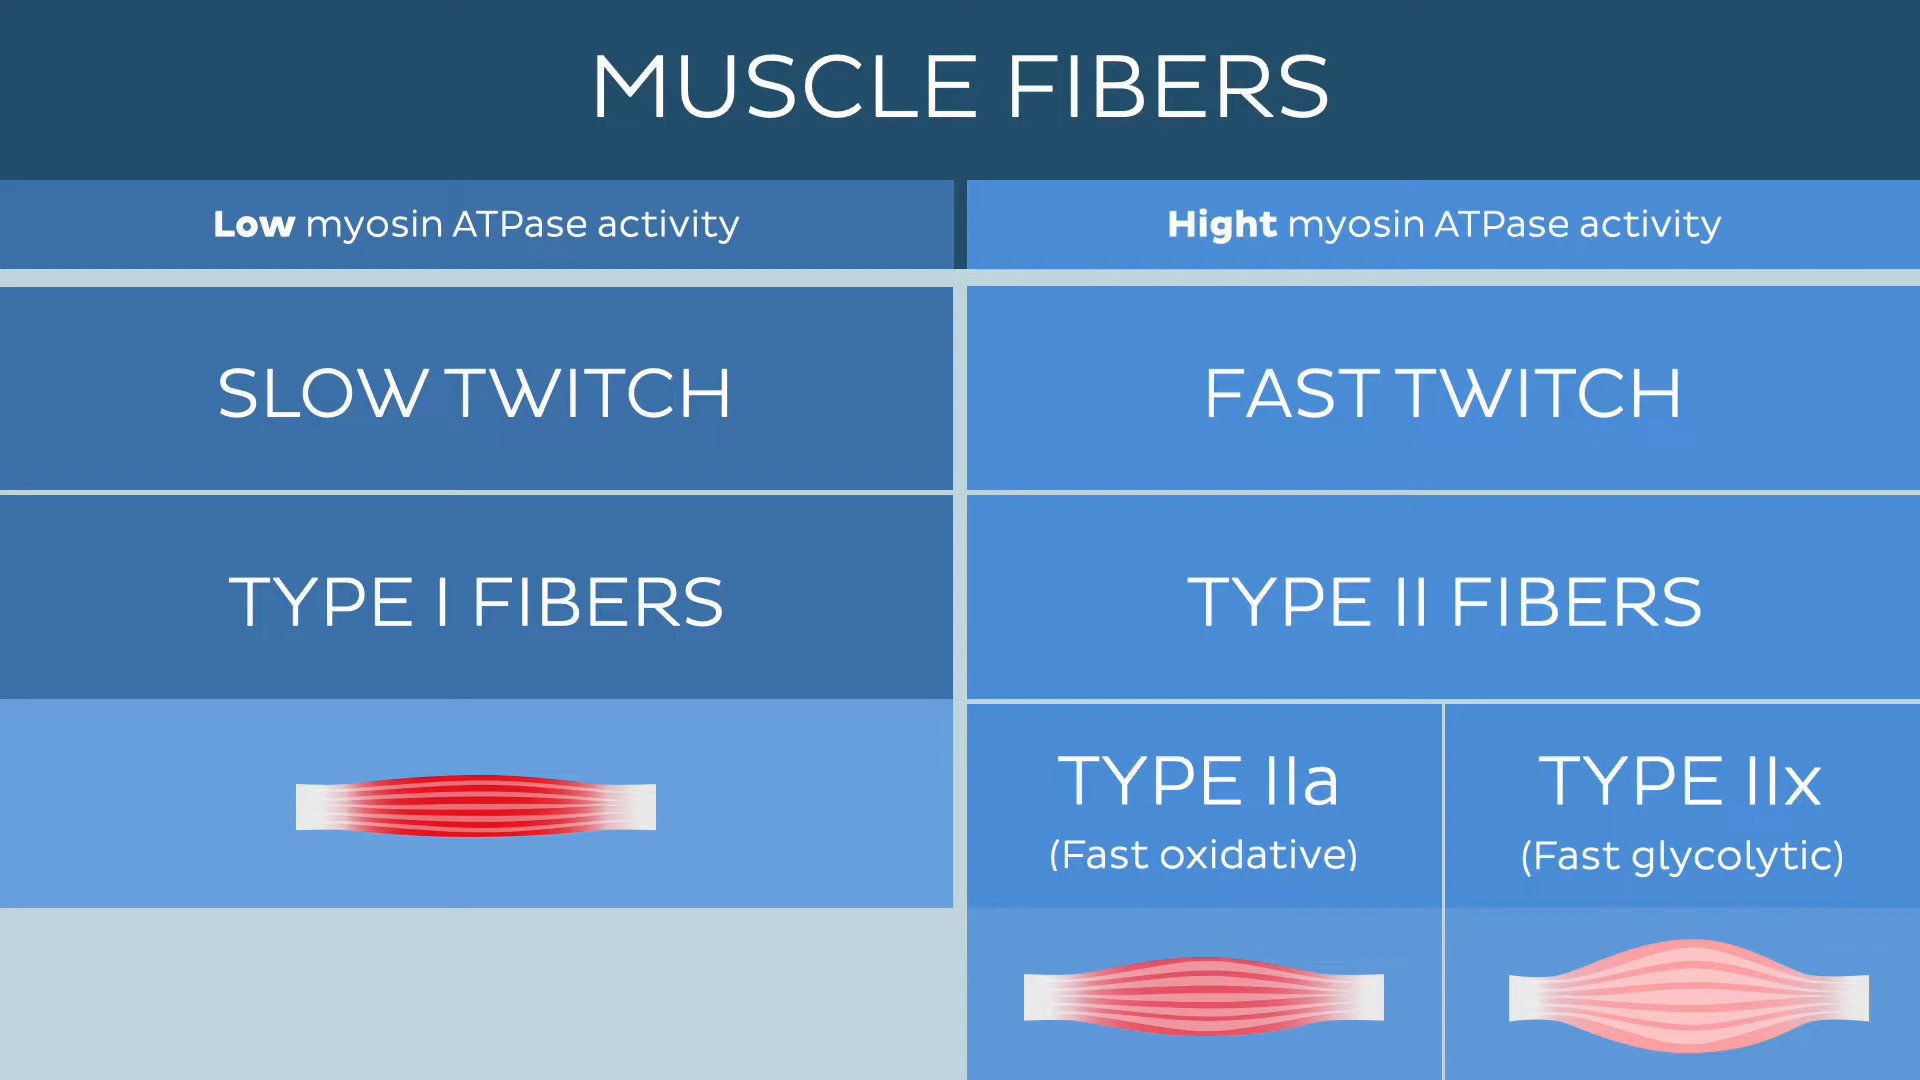 MUSCLE FIBERS
Low myosin ATPase activity
Hight myosin ATPase activity
SLOW TWITCH
FAST TWITCH
TYPE I FIBERS
TYPE II FIBERS
TYPE IIa
(Fast oxidative)
TYPE IIx
(Fast glycolytic)